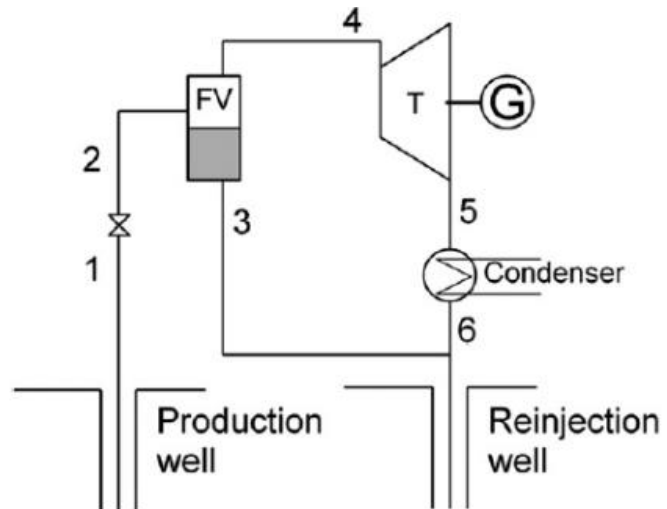 4
FV
T
G
2
3
5
1
Condenser
6
Production
well
Reinjection
well